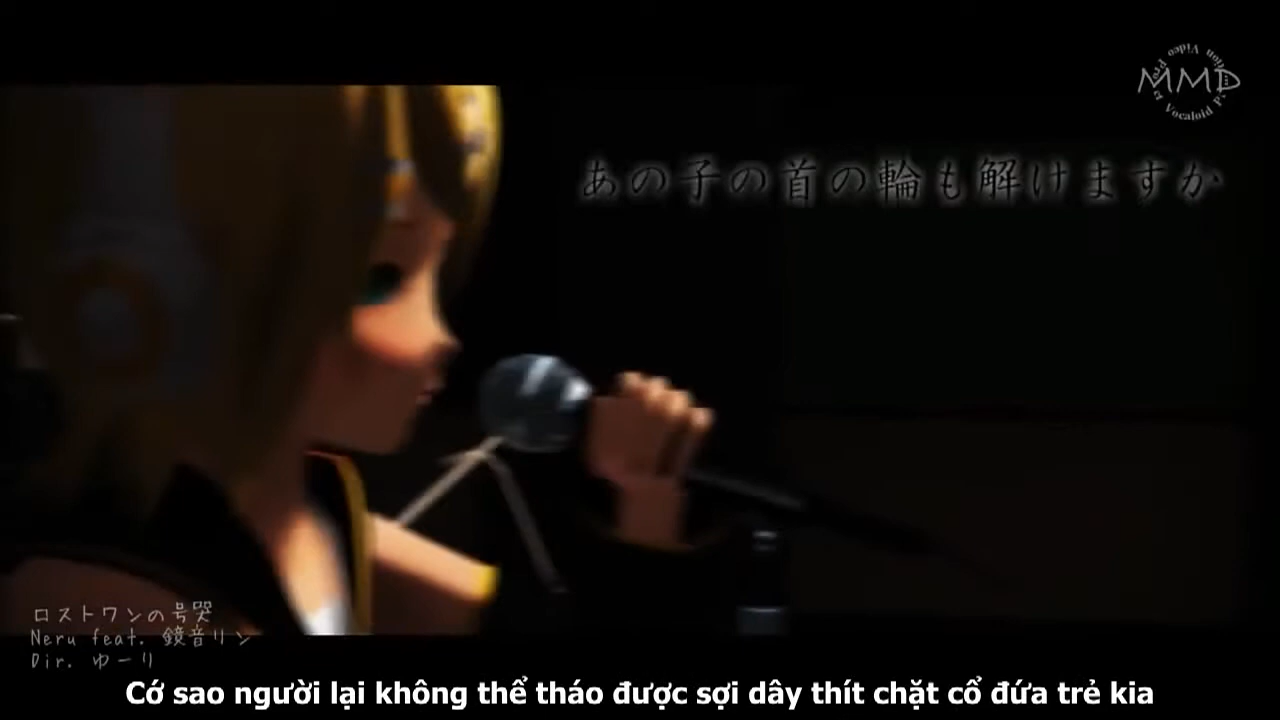 MMD
あの子の首の輪も解けますか
ロストワンの号哭
Neru feat. 鏡音リン
Dir. ゆーり
Cớ sao người lại không thể tháo được sợi dây thít chặt cổ đứa trẻ kia